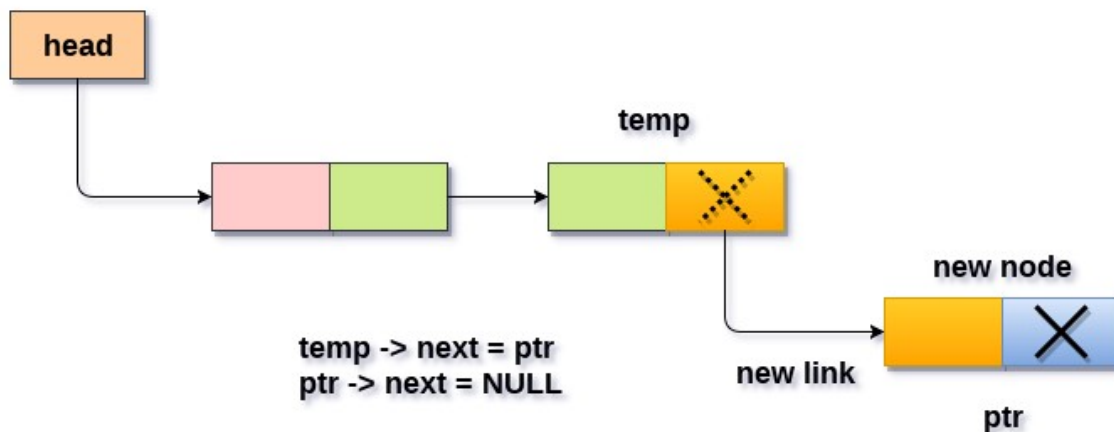 head
temp
new node
temp -> next = ptr
ptr -> next = NULL
new link
ptr